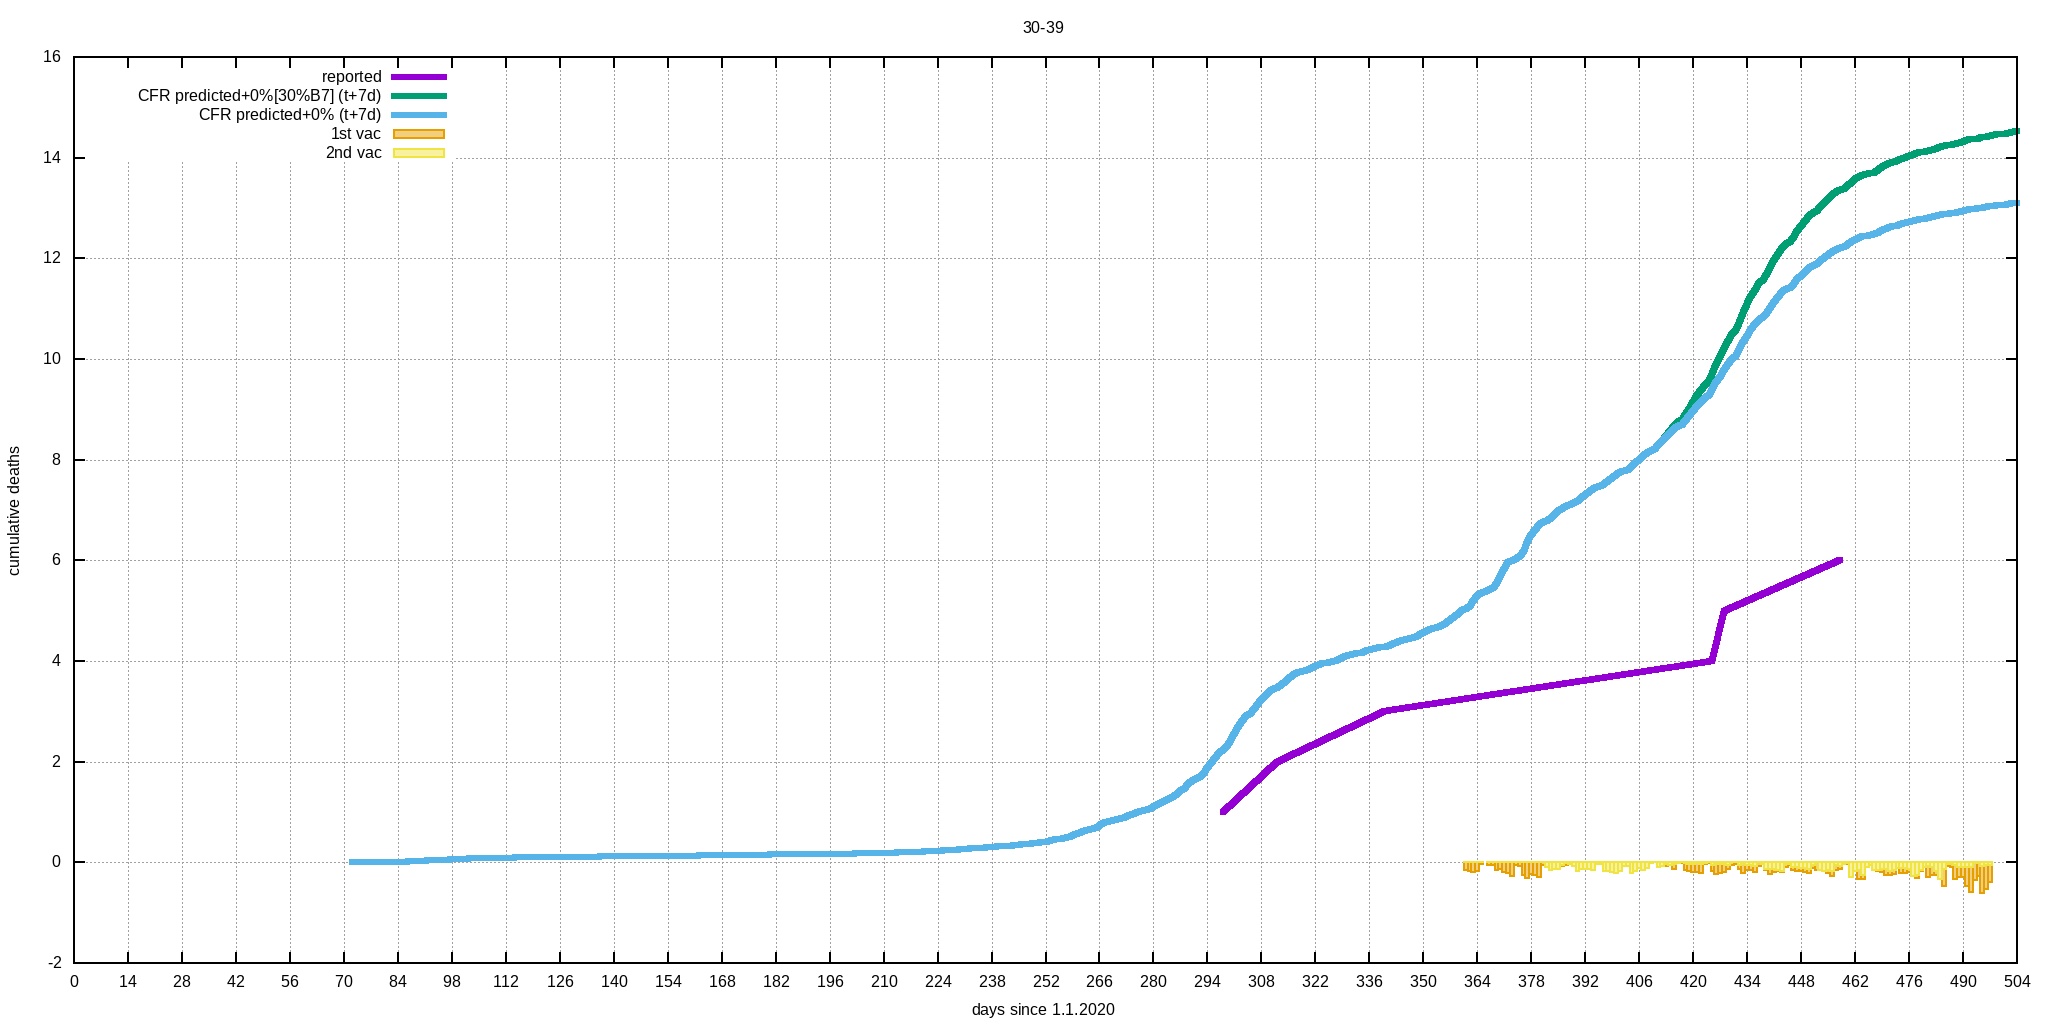 30-39
16
14
12
10
8
6
4
2
0
-2
cumulative deaths
reported
CFR predicted+0%[30%B7] (t+7d)
CFR predicted+0% (t+7d)
1st vac
2nd vac
0 14 28 42 56 70 84 98 112 126 140 154 168 182 196 210 224 238 252 266 280 294 308 322 336 350 364 378 392 406 420 434 448 462 476 490 504
days since 1.1.2020